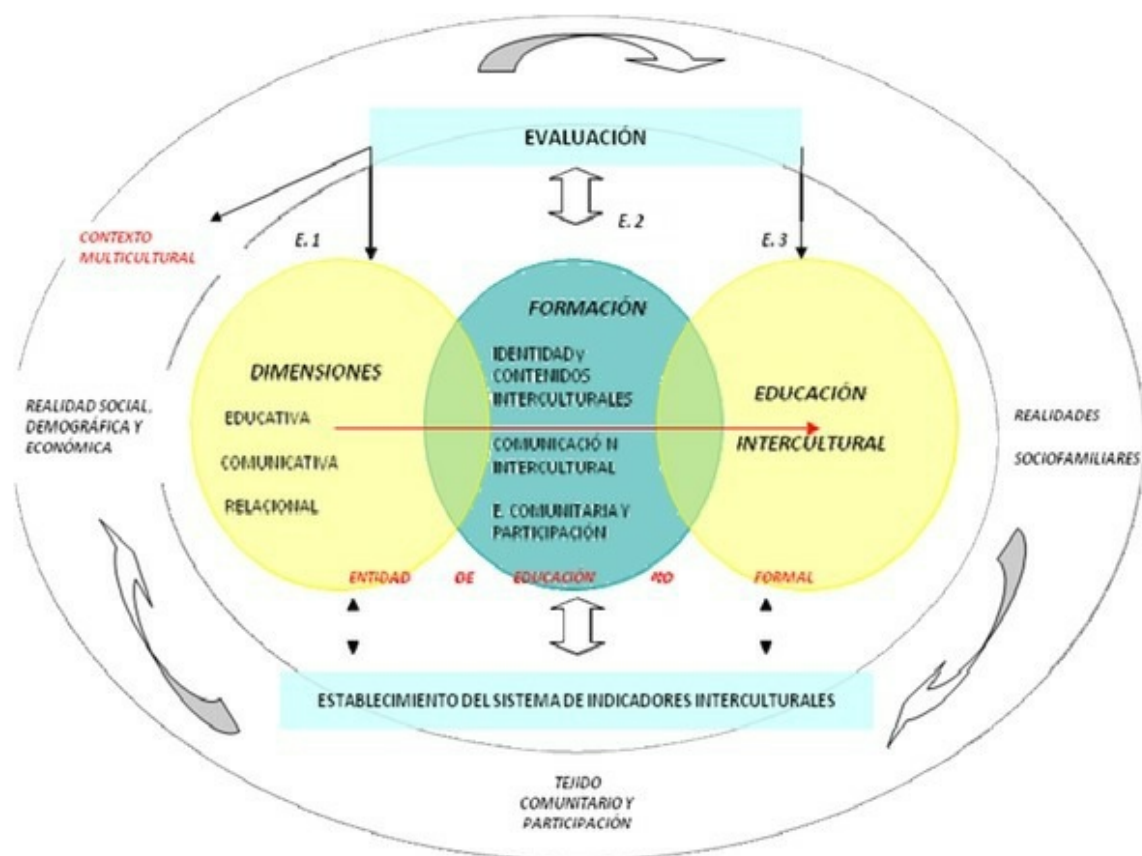 EVALUACIÓN
E. 2
E. 1
E. 3
CONTEXTO
MULTICULTURAL
FORMACIÓN
IDENTIDAD y
CONTENIDOS
INTERCULTURALES
DIMENSIONES
EDUCATIVA
COMUNICATIVA
RELACIONAL
COMUNICACIÓ N
INTERCULTURAL
E. COMUNITARIA Y
PARTICIPACIÓN
EDUCACIÓN
INTERCULTURAL
REALIDAD SOCIAL,
DEMOGRÁFICA Y
ECONÓMICA
REALIDADES
SOCIOFAMILIARES
ENTIDAD DE EDUCACIÓN NO FORMAL
ESTABLECIMIENTO DEL SISTEMA DE INDICADORES INTERCULTURALES
TEJIDO
COMUNITARIO Y
PARTICIPACIÓN